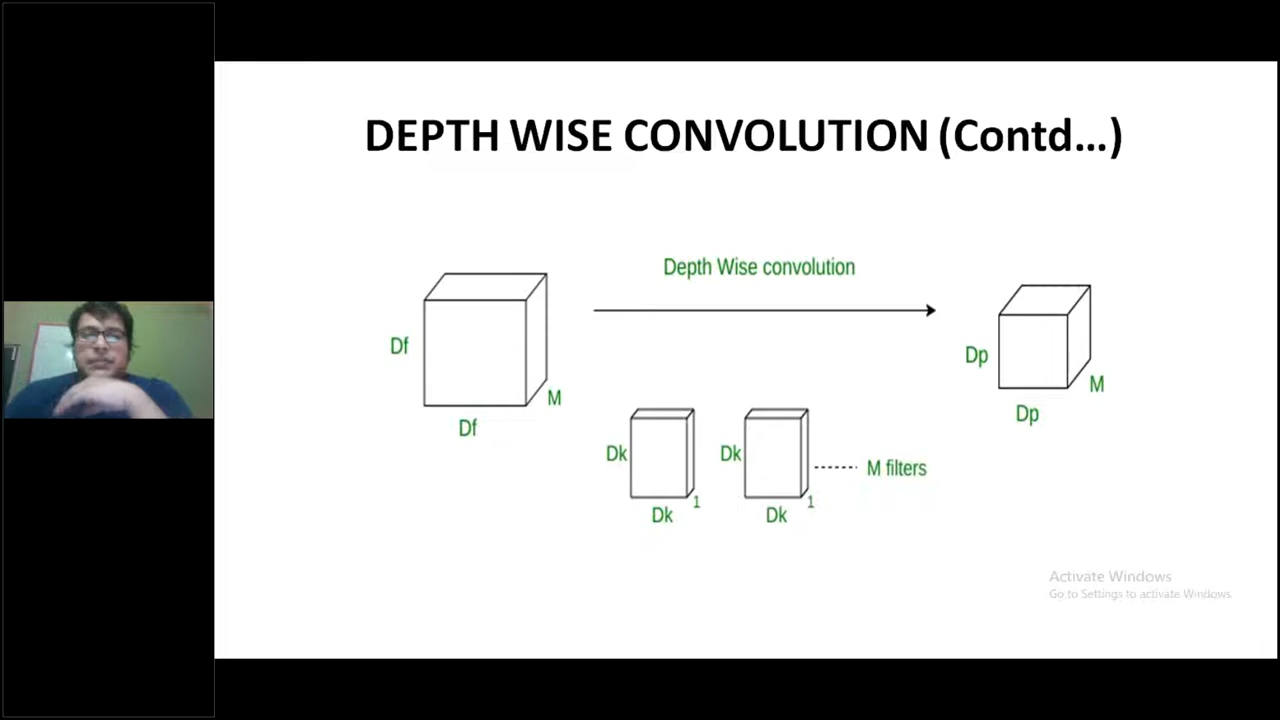 DEPTH WISE CONVOLUTION (Contd...)
Depth Wise convolution
Df
M
Df
Dp
M
Dp
Dk
Dk
M filters
1
1
Dk
Dk
Activate Windows
Go to Settings to activate Windows.